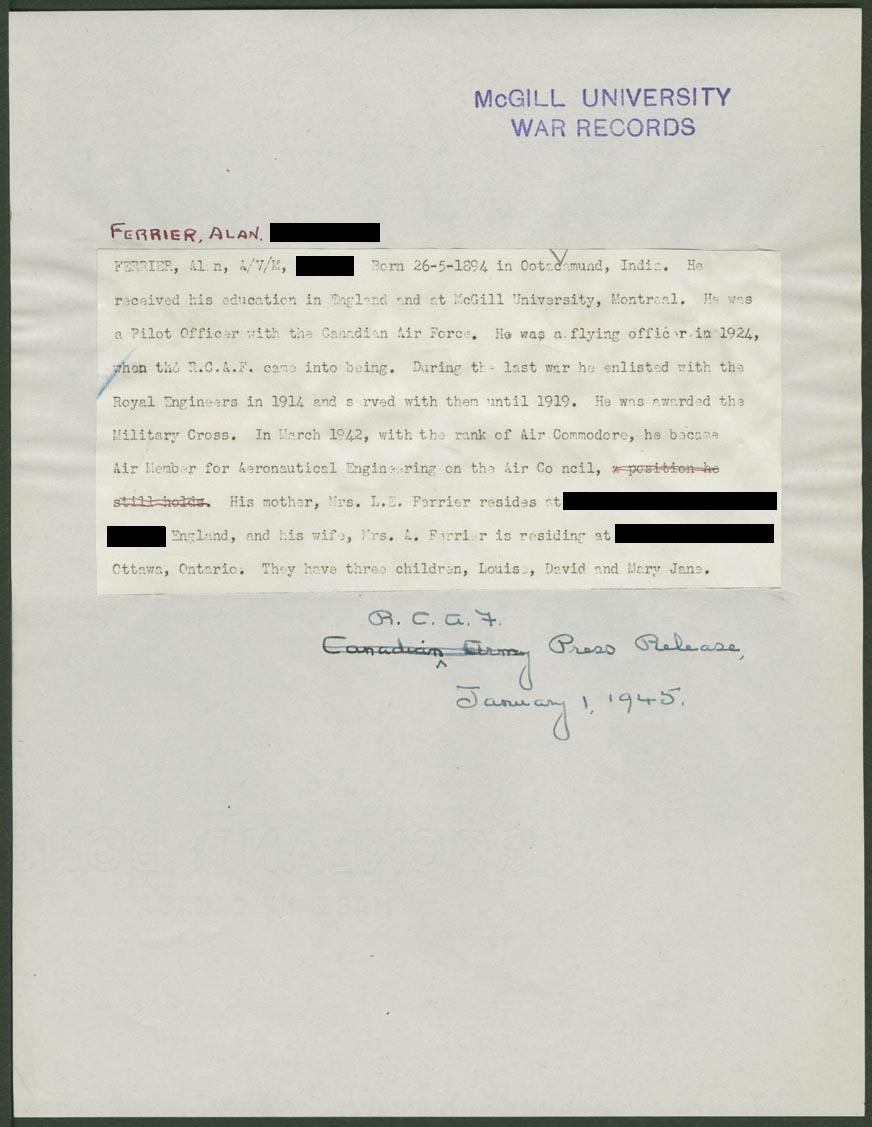 McGILL UNIVERSITY
WAR RECORDS
FERRIER, ALAN.
FERRIER, Alan, A/V/M, Born 26-5-1894 in Ootacamund, India. He
received his education in England and at McGill University, Montreal. He was
a Pilot Officer with the Canadian Air Force. He was a flying officer in 1924,
when the R.C.A.F. came into being. During the last war he enlisted with the
Royal Engineers in 1914 and served with them until 1919. He was awarded the
Military Cross. In March 1942, with the rank of Air Commodore, he became
Air Member for Aeronautical Engineering on the Air Council, a position he
still holds. His mother, Mrs. L.E. Ferrier resides at
England, and his wife, Mrs. A. Ferrier is residing at
Ottawa, Ontario. They have three children, Louise, David and Mary Jane.
R.C.A.F.
Canadian Army Press Release,
January 1, 1945.